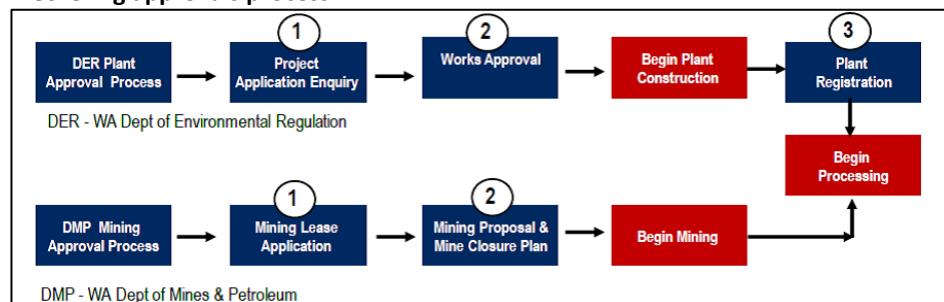 1
2
3
DER Plant
Approval Process
Project
Application Enquiry
Works Approval
Begin Plant
Construction
Plant
Registration
DER - WA Dept of Environmental Regulation
Begin
Processing
1
2
DMP Mining
Approval Process
Mining Lease
Application
Mining Proposal &
Mine Closure Plan
Begin Mining
DMP - WA Dept of Mines & Petroleum